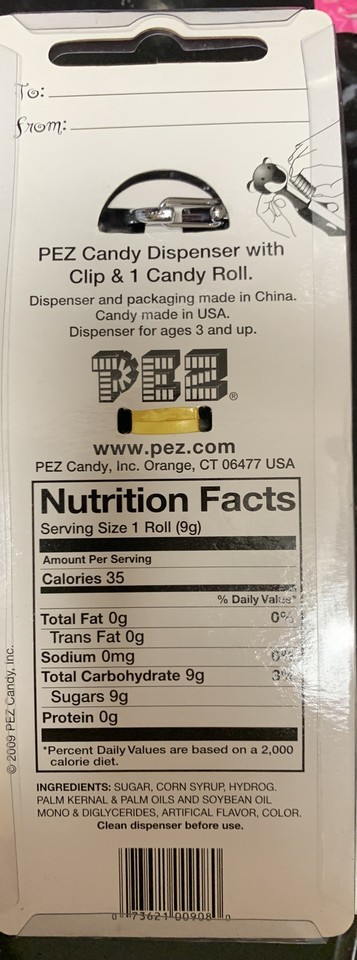 To:
From:
PEZ Candy Dispenser with
Clip & 1 Candy Roll.
Dispenser and packaging made in China.
Candy made in USA.
Dispenser for ages 3 and up.
PEZ®
www.pez.com
PEZ Candy, Inc. Orange, CT 06477 USA
Nutrition Facts
Serving Size 1 Roll (9g)
Amount Per Serving
Calories 35
% Daily Value*
Total Fat 0g 0%
Trans Fat 0g
Sodium 0mg 0%
Total Carbohydrate 9g 3%
Sugars 9g
Protein 0g
*Percent Daily Values are based on a 2,000
calorie diet.
© 2009 PEZ Candy, Inc.
INGREDIENTS: SUGAR, CORN SYRUP, HYDROG.
PALM KERNAL & PALM OILS AND SOYBEAN OIL
MONO & DIGLYCERIDES, ARTIFICAL FLAVOR, COLOR.
Clean dispenser before use.
0 73621 00908 0